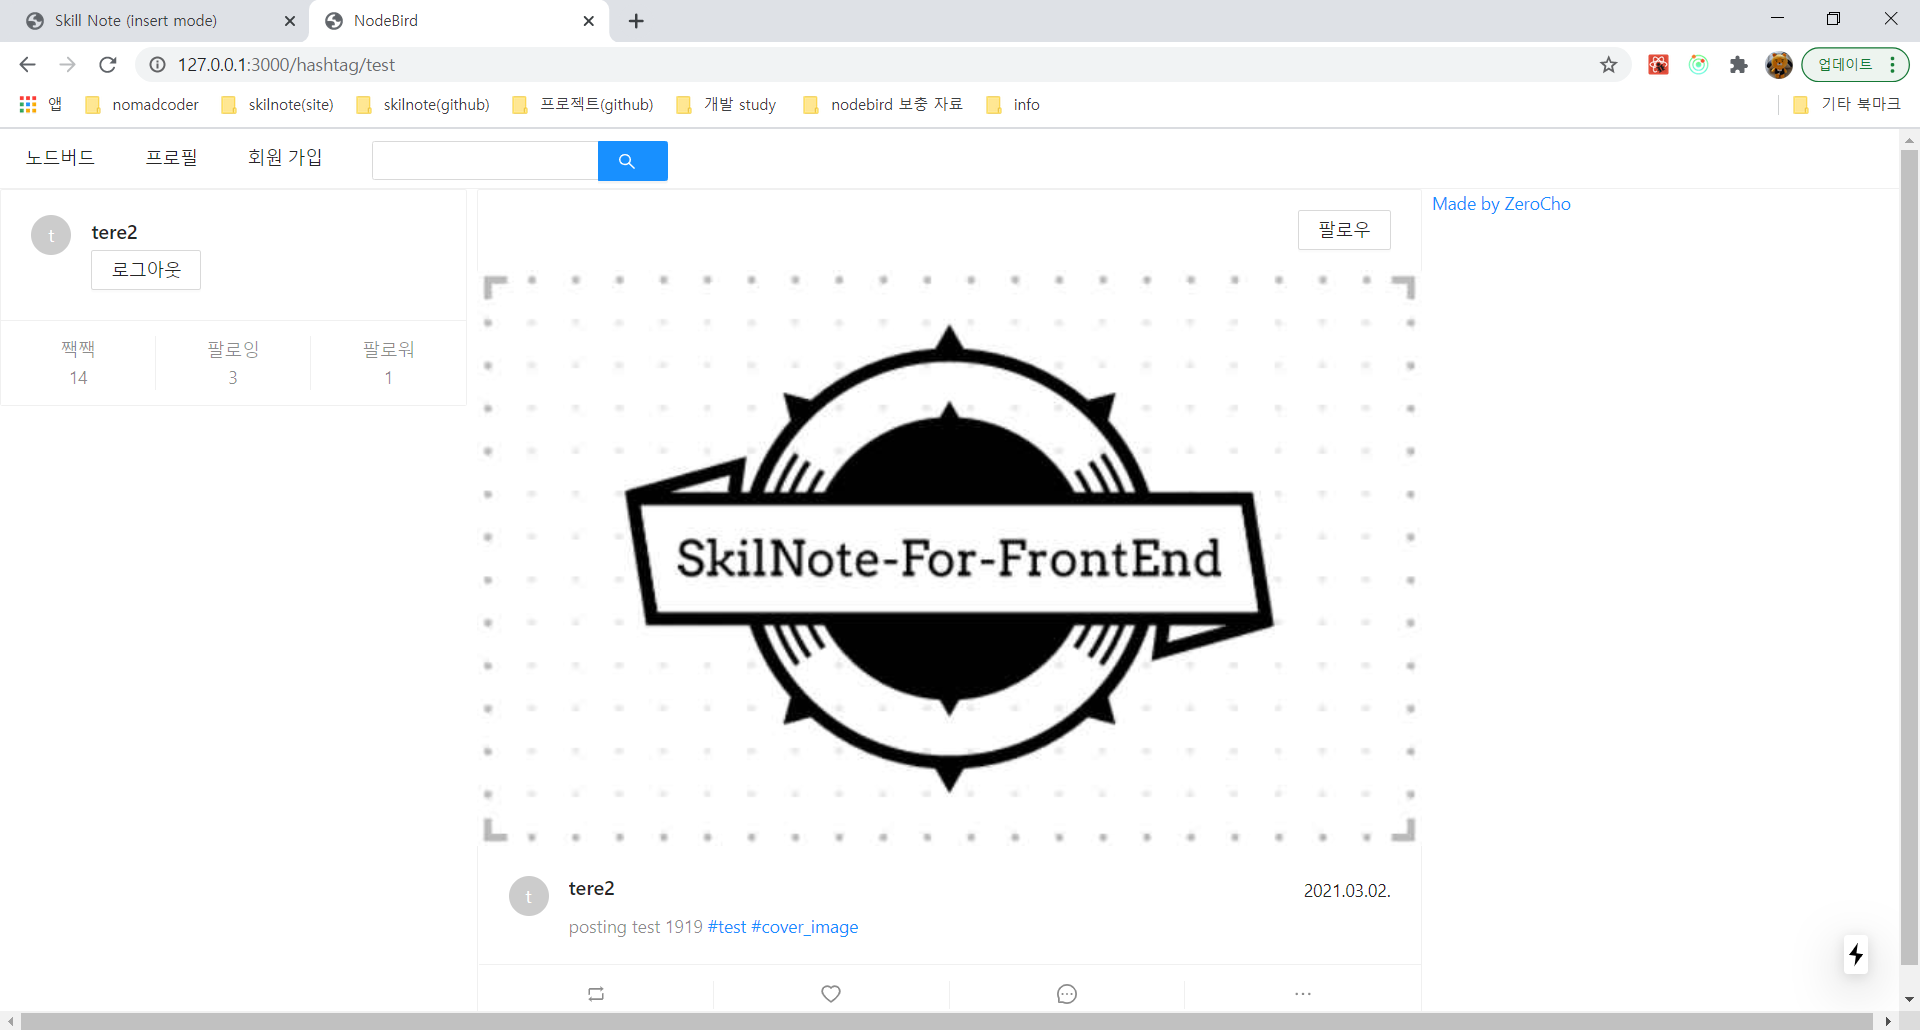 Skill Note (insert mode)
NodeBird
127.0.0.1:3000/hashtag/test
업데이트
앱 nomadcoder skilnote(site) skilnote(github) 프로젝트(github) 개발 study nodebird 보충 자료 info 기타 북마크
노드버드 프로필 회원 가입
Made by ZeroCho
t
tere2
로그아웃
짹짹 팔로잉 팔로워
14 3 1
팔로우
SkilNote-For-FrontEnd
t
tere2
2021.03.02.
posting test 1919 #test #cover_image